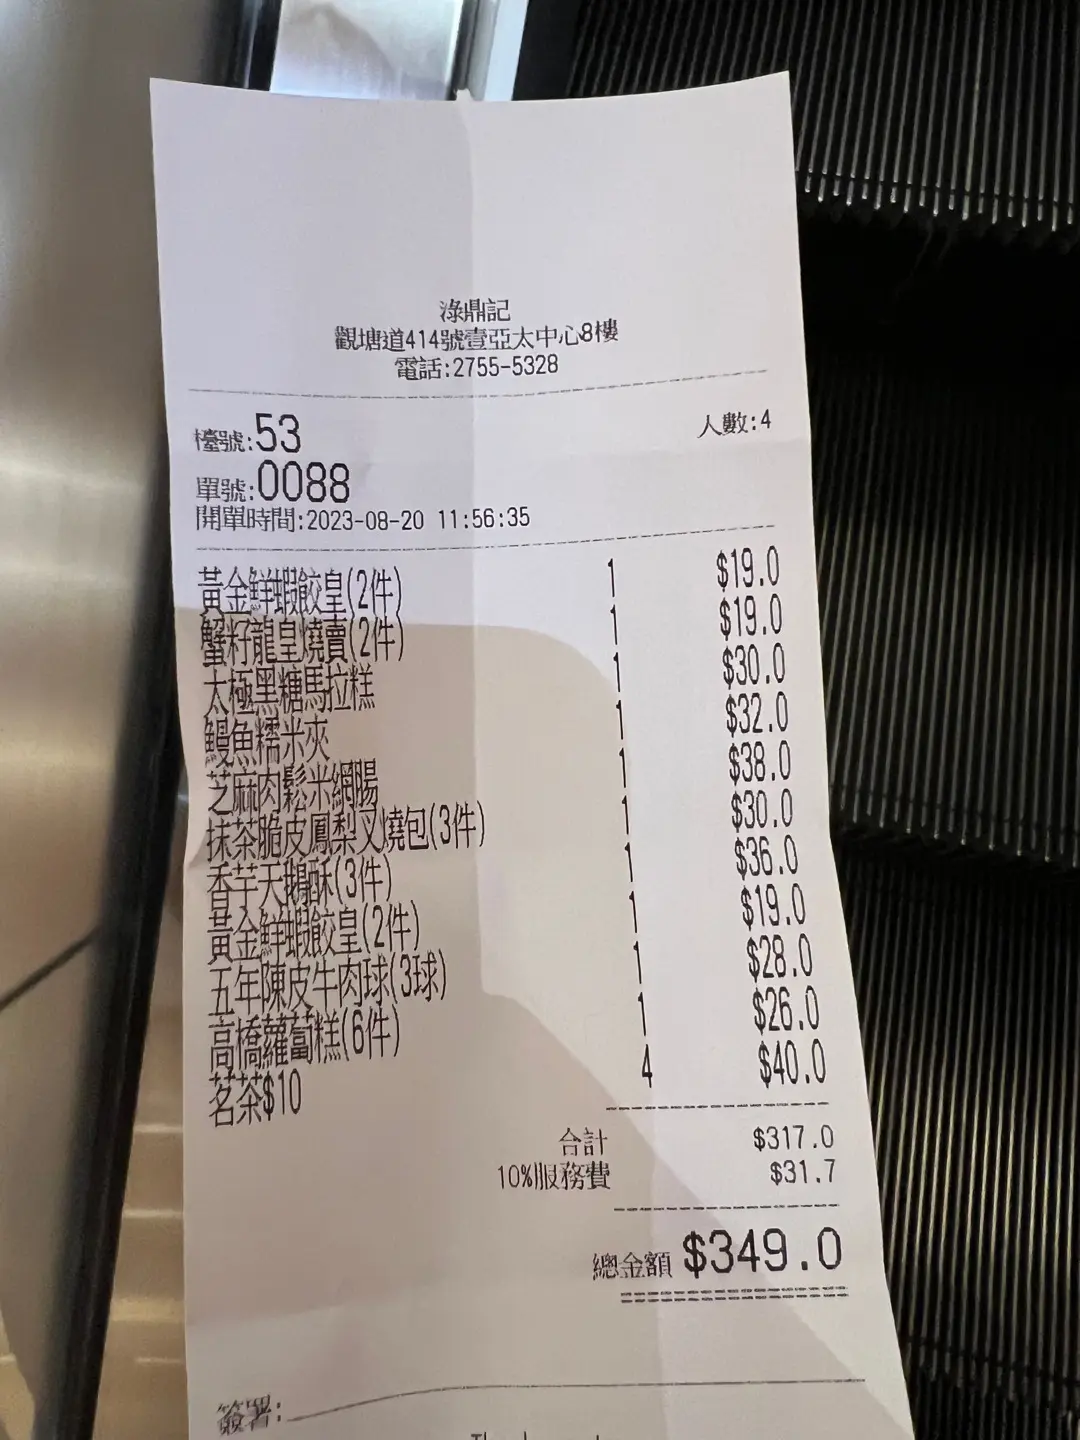 淥鼎記
觀塘道414號壹亞太中心8樓
電話:2755-5328
檯號:53 人數:4
單號:0088
開單時間:2023-08-20 11:56:35
黃金鮮蝦餃皇(2件) 1 $19.0
蟹籽龍皇燒賣(2件) 1 $19.0
太極黑糖馬拉糕 1 $30.0
鰻魚糯米夾 1 $32.0
芝麻肉鬆米網腸 1 $38.0
抹茶脆皮鳳梨叉燒包(3件) 1 $30.0
香芋天鵝酥(3件) 1 $36.0
黃金鮮蝦餃皇(2件) 1 $19.0
五年陳皮牛肉球(3球) 1 $28.0
高橋蘿蔔糕(6件) 1 $26.0
茗茶$10 4 $40.0
合計 $317.0
10%服務費 $31.7
總金額 $349.0
簽署: